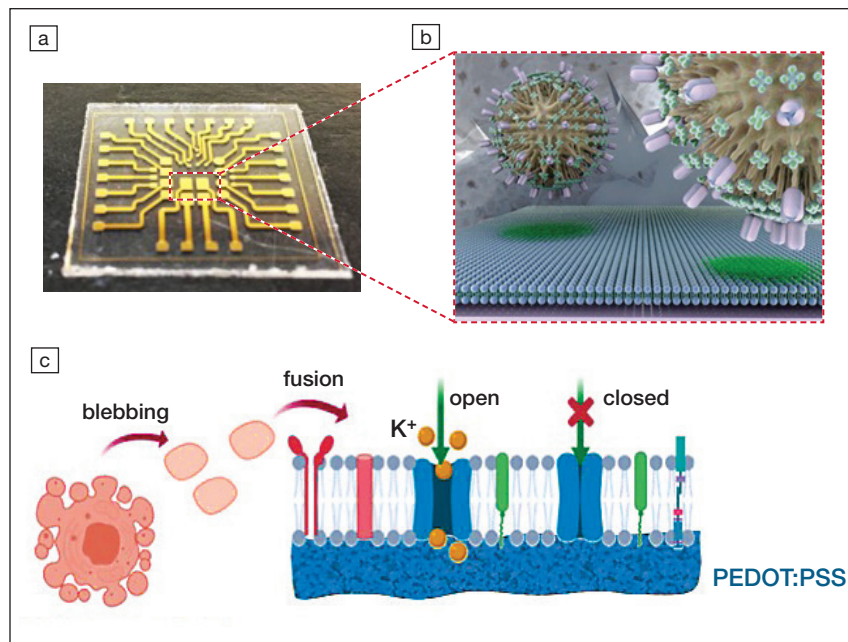 a
b
c
blebbing
fusion
K⁺
open
closed
PEDOT:PSS